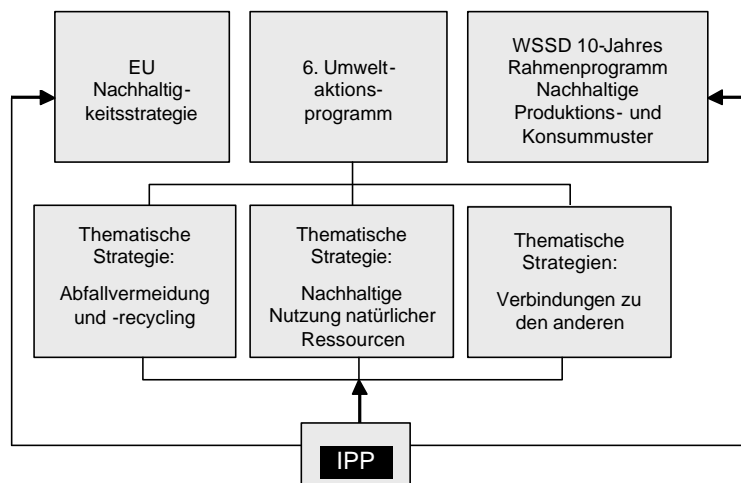 EU
Nachhaltig-
keitsstrategie
6. Umwelt-
aktions-
programm
WSSD 10-Jahres
Rahmenprogramm
Nachhaltige
Produktions- und
Konsummuster
Thematische
Strategie:
Abfallvermeidung
und -recycling
Thematische
Strategie:
Nachhaltige
Nutzung natürlicher
Ressourcen
Thematische
Strategien:
Verbindungen zu
den anderen
IPP